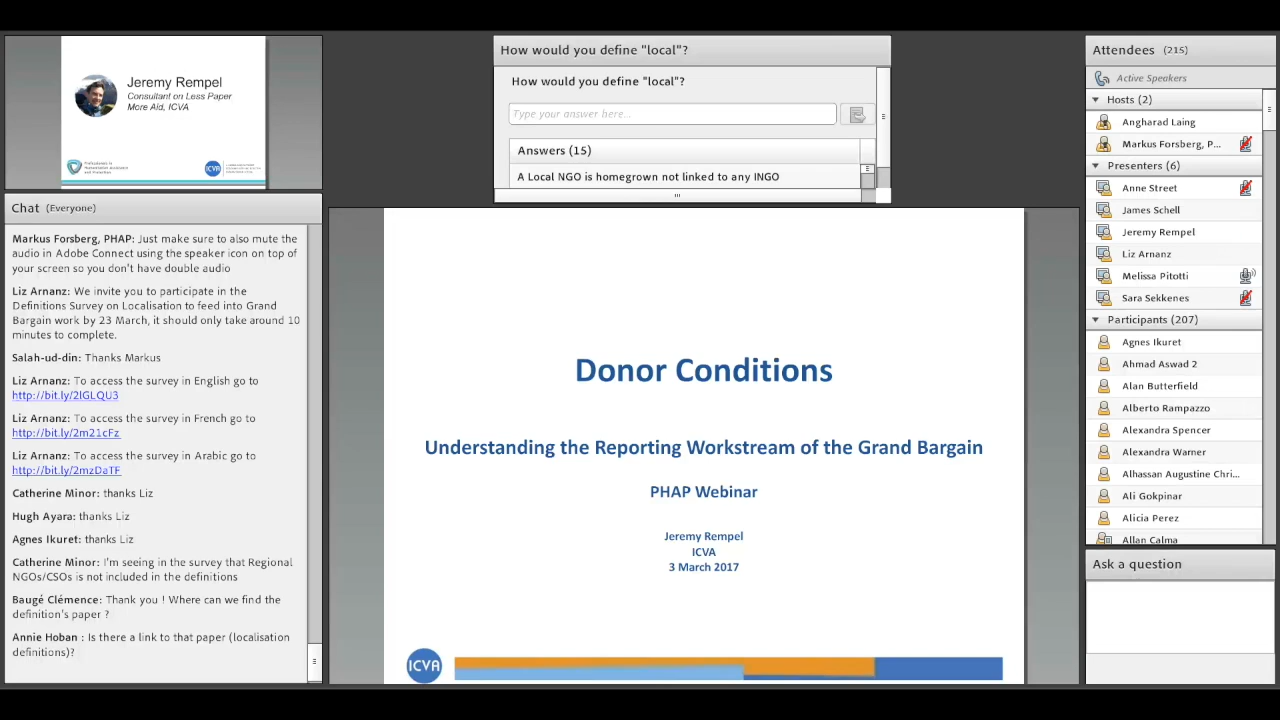 Jeremy Rempel
Consultant on Less Paper
More Aid, ICVA
ICVA
Chat (Everyone)
Markus Forsberg, PHAP: Just make sure to also mute the
audio in Adobe Connect using the speaker icon on top of
your screen so you don't have double audio
Liz Arnanz: We invite you to participate in the
Definitions Survey on Localisation to feed into Grand
Bargain work by 23 March, it should only take around 10
minutes to complete.
Salah-ud-din: Thanks Markus
Liz Arnanz: To access the survey in English go to
http://bit.ly/2lGLQU3
Liz Arnanz: To access the survey in French go to
http://bit.ly/2m21cFz
Liz Arnanz: To access the survey in Arabic go to
http://bit.ly/2mzDaTF
Catherine Minor: thanks Liz
Hugh Ayara: thanks Liz
Agnes Ikuret: thanks Liz
Catherine Minor: I'm seeing in the survey that Regional
NGOs/CSOs is not included in the definitions
Baugé Clémence: Thank you ! Where can we find the
definition's paper ?
Annie Hoban : Is there a link to that paper (localisation
definitions)?
How would you define "local"?
How would you define "local"?
Type your answer here..
Answers (15)
A Local NGO is homegrown not linked to any INGO
Donor Conditions
Understanding the Reporting Workstream of the Grand Bargain
PHAP Webinar
Jeremy Rempel
ICVA
3 March 2017
ICVA
Attendees (215)
Active Speakers
Hosts (2)
Angharad Laing
Markus Forsberg, P...
Presenters (6)
Anne Street
James Schell
Jeremy Rempel
Liz Arnanz
Melissa Pitotti
Sara Sekkenes
Participants (207)
Agnes Ikuret
Ahmad Aswad 2
Alan Butterfield
Alberto Rampazzo
Alexandra Spencer
Alexandra Warner
Alhassan Augustine Chri...
Ali Gokpinar
Alicia Perez
Allan Calma
Ask a question